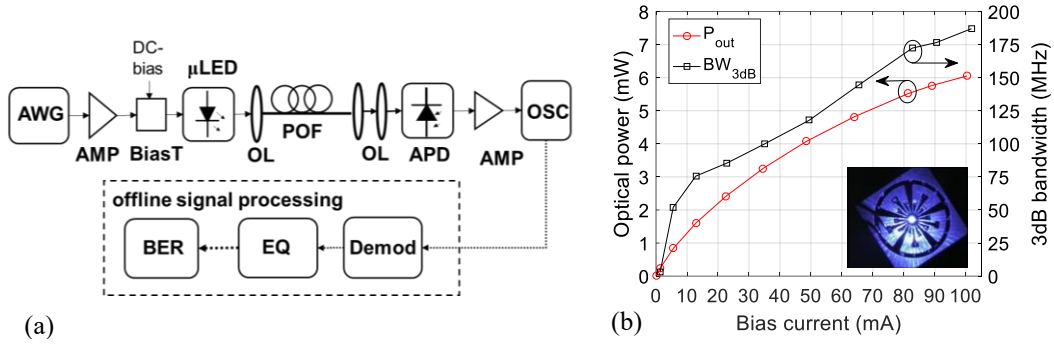 DC-
bias
μLED
AWG
AMP
BiasT
OL
POF
OL
APD
AMP
OSC
offline signal processing
BER
EQ
Demod
(a)
(b)
P_out
BW_3dB
Optical power (mW)
8
7
6
5
4
3
2
1
0
200
175
150
125
100
75
50
25
0
3dB bandwidth (MHz)
0 10 20 30 40 50 60 70 80 90 100
Bias current (mA)